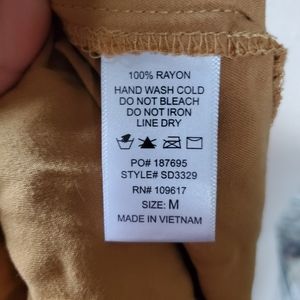 100% RAYON
HAND WASH COLD
DO NOT BLEACH
DO NOT IRON
LINE DRY
PO# 187695
STYLE# SD3329
RN# 109617
SIZE: M
MADE IN VIETNAM